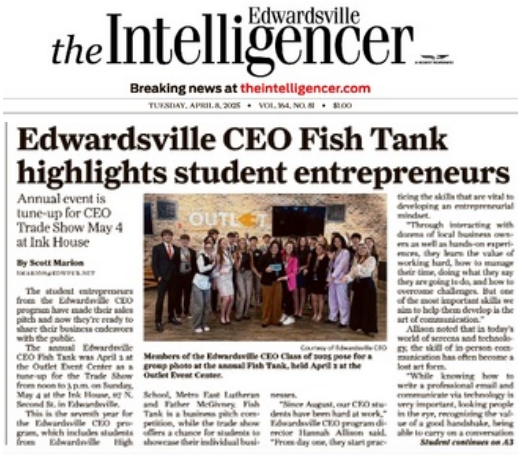 Edwardsville
the Intelligencer
Breaking news at theintelligencer.com
TUESDAY, APRIL 8, 2025 • VOL. 164, NO. 81 • $1.00
Edwardsville CEO Fish Tank
highlights student entrepreneurs
Annual event is
tune-up for CEO
Trade Show May 4
at Ink House
By Scott Marion
SMARION@EDWPUB.NET
The student entrepreneurs
from the Edwardsville CEO
program have made their sales
pitch and now they're ready to
share their business endeavors
with the public.
The annual Edwardsville
CEO Fish Tank was April 2 at
the Outlet Event Center as a
tune-up for the Trade Show
from noon to 3 p.m. on Sunday,
May 4 at the Ink House, 217 N.
Second St. in Edwardsville.
This is the seventh year for
the Edwardsville CEO pro-
gram, which includes students
from Edwardsville High
OUTLET
Courtesy of Edwardsville CEO
Members of the Edwardsville CEO Class of 2025 pose for a
group photo at the annual Fish Tank, held April 2 at the
Outlet Event Center.
School, Metro East Lutheran
and Father McGivney. Fish
Tank is a business pitch com-
petition, while the trade show
offers a chance for students to
showcase their individual busi-
nesses.
"Since August, our CEO stu-
dents have been hard at work,"
Edwardsville CEO program di-
rector Hannah Allison said.
"From day one, they start prac-
ticing the skills that are vital to
developing an entrepreneurial
mindset.
"Through interacting with
dozens of local business own-
ers as well as hands-on experi-
ences, they learn the value of
working hard, how to manage
their time, doing what they say
they are going to do, and how to
overcome challenges. But one
of the most important skills we
aim to help them develop is the
art of communication."
Allison noted that in today's
world of screens and technolo-
gy, the skill of in person com-
munication has often become a
lost art form.
"While knowing how to
write a professional email and
communicate via technology is
very important, looking people
in the eye, recognizing the val-
ue of a good handshake, being
able to carry on a conversation
Student continues on A3